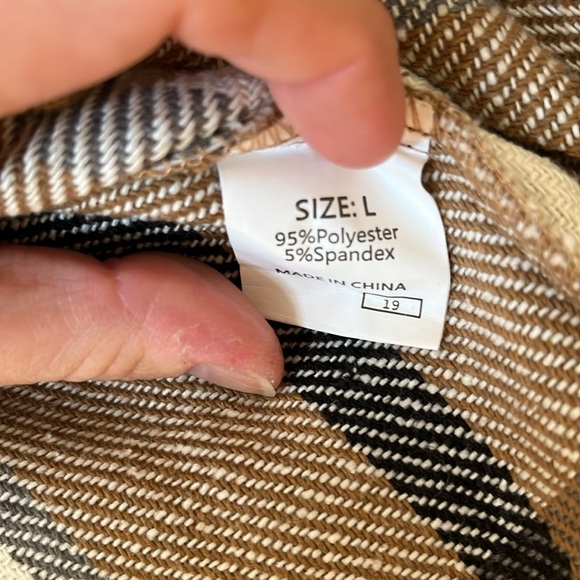 SIZE: L
95%Polyester
5%Spandex
MADE IN CHINA
19